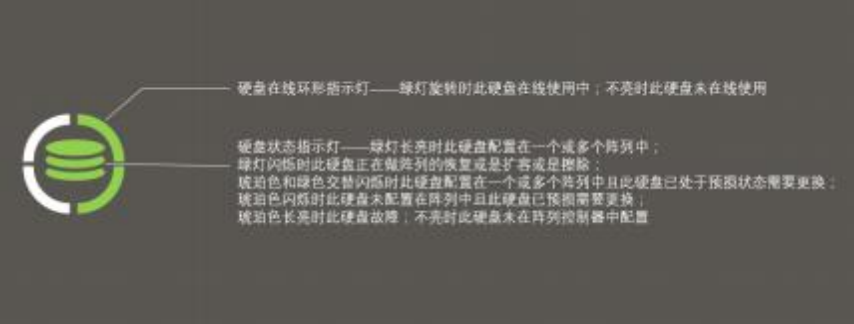 硬盘在线环形指示灯——绿灯旋转时此硬盘在线使用中；不亮时此硬盘未在线使用
硬盘状态指示灯——绿灯长亮时此硬盘配置在一个或多个阵列中；
绿灯闪烁时此硬盘正在做阵列的恢复或是扩容或是擦除；
琥珀色和绿色交替闪烁时此硬盘配置在一个或多个阵列中且此硬盘已处于预损状态需要更换；
琥珀色闪烁时此硬盘未配置在阵列中且此硬盘已预损需要更换；
琥珀色长亮时此硬盘故障；不亮时此硬盘未在阵列控制器中配置